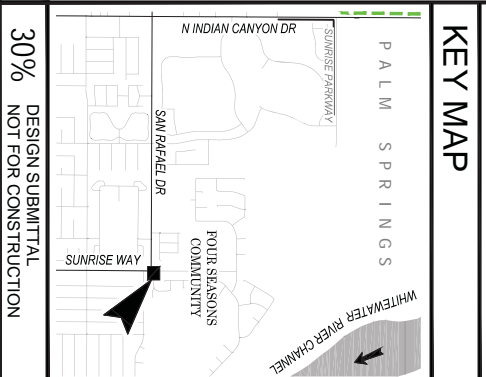 KEY MAP
N INDIAN CANYON DR
SUNRISE PARKWAY
PALM SPRINGS
SAN RAFAEL DR
FOUR SEASONS
COMMUNITY
SUNRISE WAY
WHITEWATER RIVER CHANNEL
30%
DESIGN SUBMITTAL
NOT FOR CONSTRUCTION